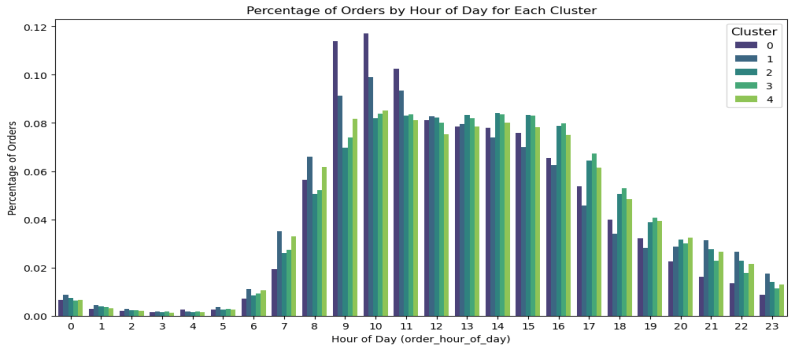 Percentage of Orders by Hour of Day for Each Cluster
Percentage of Orders
0.12
0.10
0.08
0.06
0.04
0.02
0.00
Cluster
0
1
2
3
4
0 1 2 3 4 5 6 7 8 9 10 11 12 13 14 15 16 17 18 19 20 21 22 23
Hour of Day (order_hour_of_day)